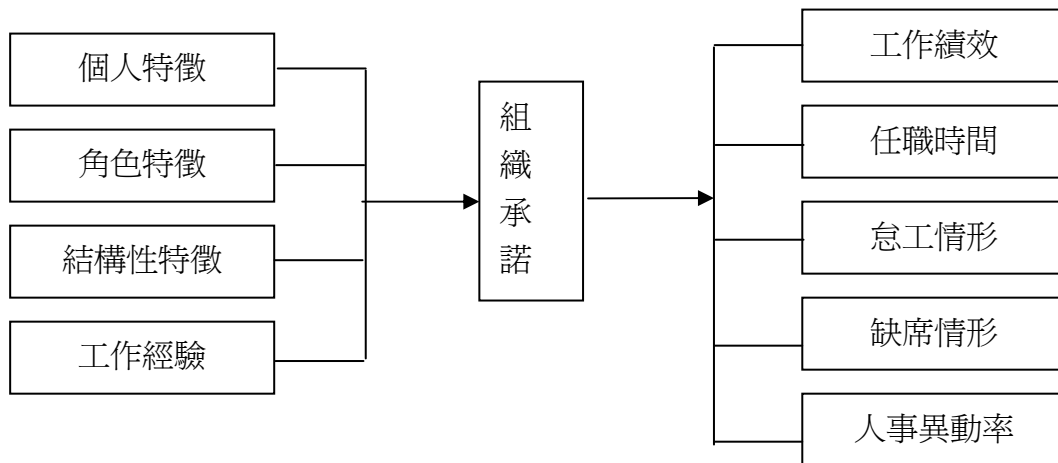 個人特徵
角色特徵
結構性特徵
工作經驗
組織承諾
工作績效
任職時間
怠工情形
缺席情形
人事異動率